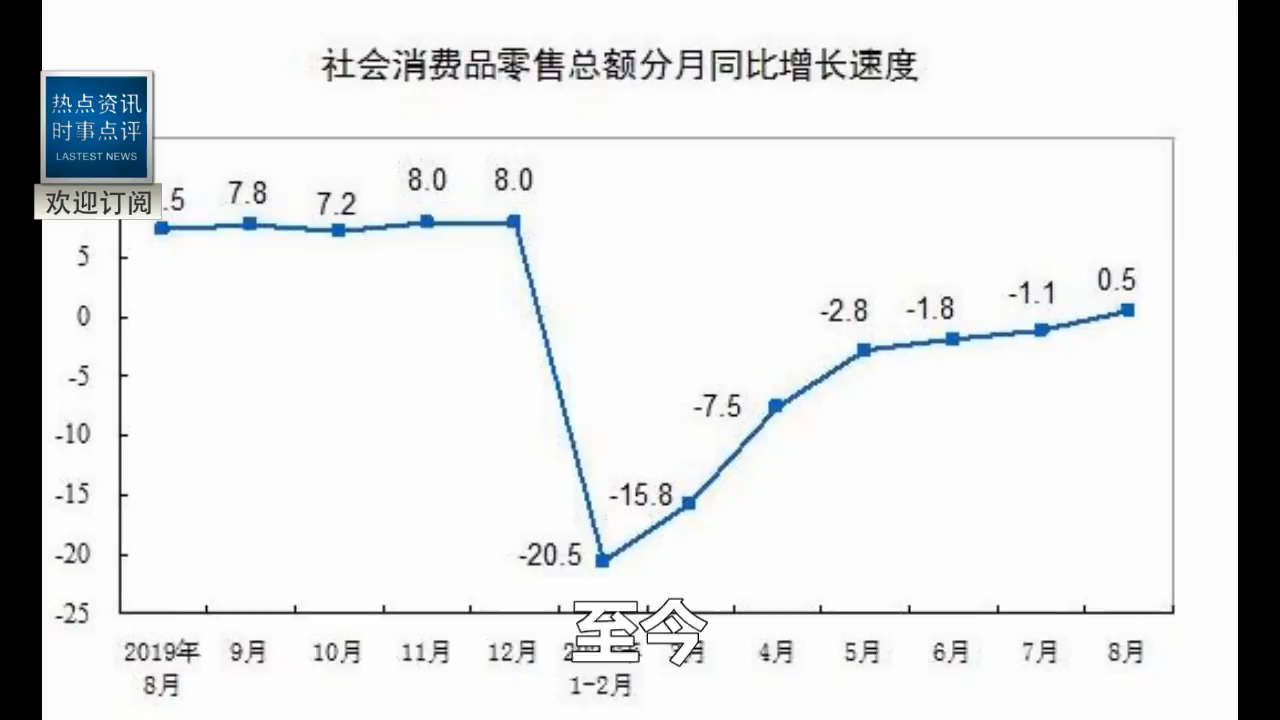 社会消费品零售总额分月同比增长速度
热点资讯
时事点评
LASTEST NEWS
欢迎订阅
.5
7.8
7.2
8.0
8.0
-20.5
-15.8
-7.5
-2.8
-1.8
-1.1
0.5
5
0
-5
-10
-15
-20
-25
2019年
8月
9月
10月
11月
12月
1-2月
4月
5月
6月
7月
8月
至今